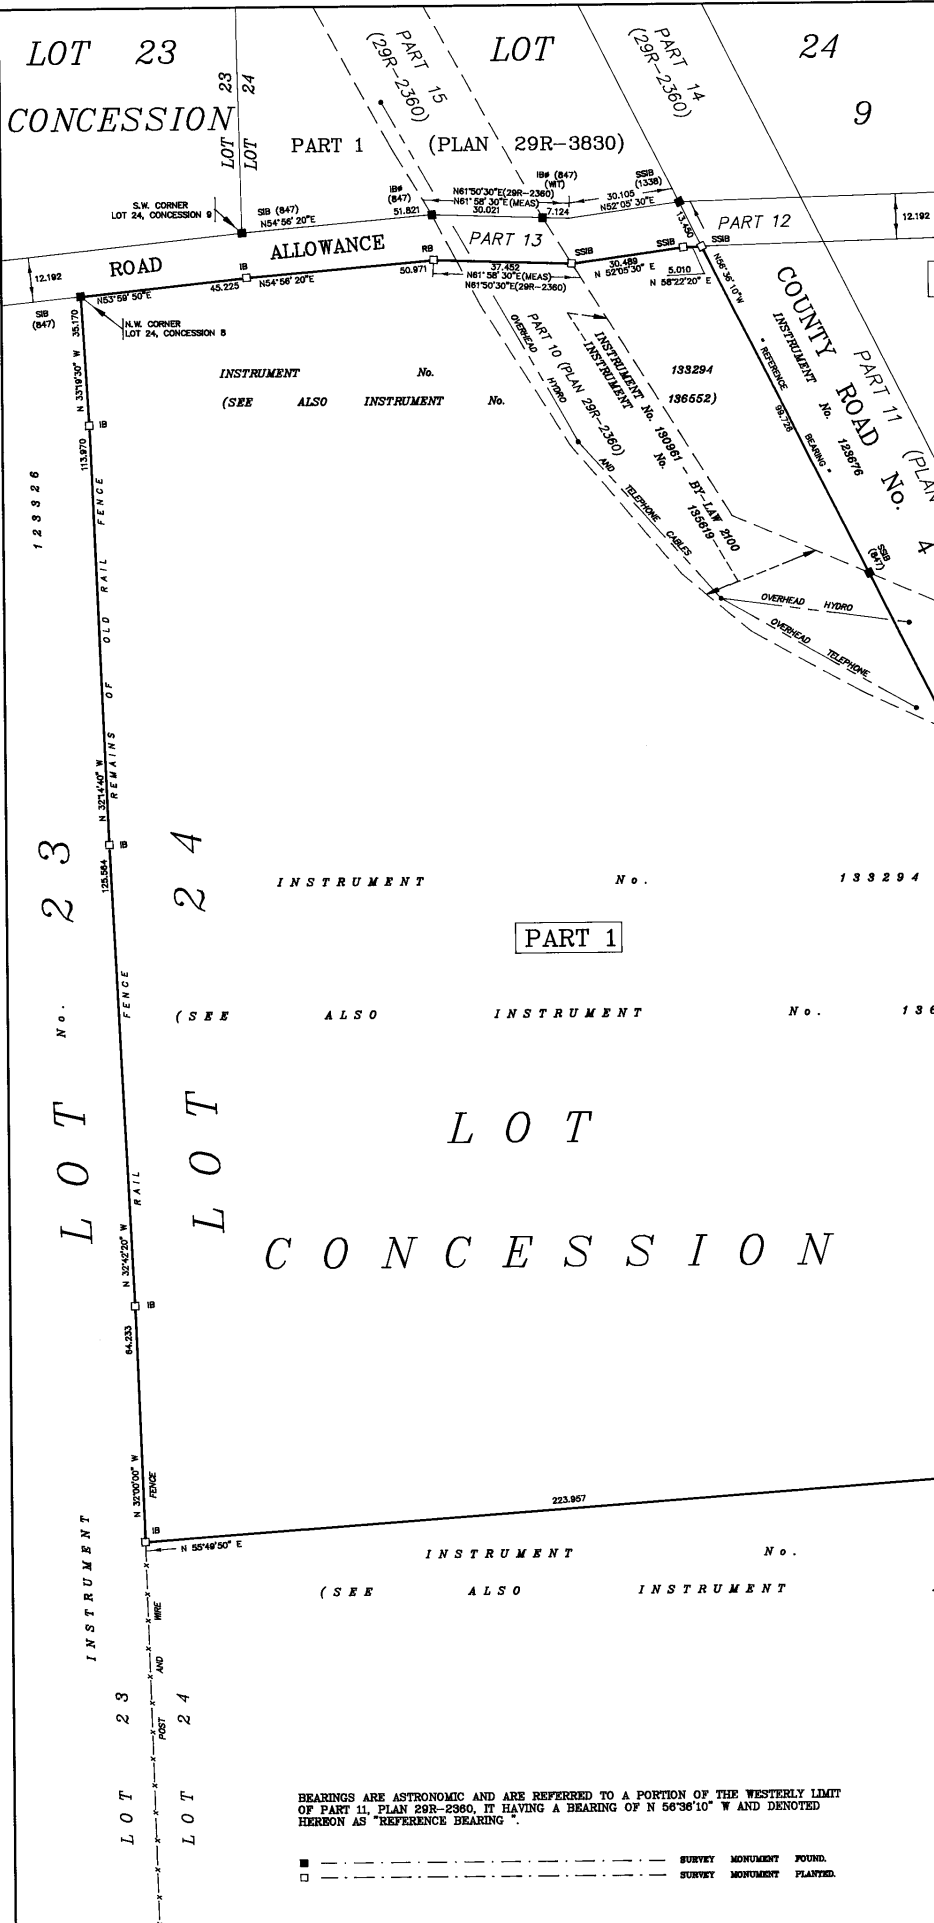 LOT 23
CONCESSION
23
24
LOT
LOT
PART 15
(29R-2360)
LOT
PART 14
(29R-2360)
24
9
PART 1 (PLAN 29R-3830)
S.W. CORNER
LOT 24, CONCESSION 9
SIB (847)
N54°56'20"E
IB#
(847)
51.821
N61°50'30"E(29R-2360)
N61°58'30"E(MEAS)
30.021
IB# (847)
(WIT)
7.124
SSIB
(1338)
30.105
N52°05'30"E
13.450
PART 12
12.192
12.192
ROAD ALLOWANCE
PART 13
SIB
(847)
N53°59'50"E
IB
45.225
N54°56'20"E
RB
50.971
37.452
N61°58'30"E(MEAS)
N61°50'30"E(29R-2360)
SSIB
30.489
N 52°05'30" E
SSIB
SSIB
5.010
N 58°22'20" E
N56°36'10"W
N.W. CORNER
LOT 24, CONCESSION 8
35.170
N 33°19'30" W
IB
113.970
INSTRUMENT No. 133294
(SEE ALSO INSTRUMENT No. 136552)
PART 10 (PLAN 29R-2360)
OVERHEAD HYDRO AND TELEPHONE CABLES
INSTRUMENT No. 130961 - BY-LAW 2100
INSTRUMENT No. 135619
" REFERENCE BEARING "
99.728
COUNTY ROAD No. 4
INSTRUMENT No. 123676
PART 11 (PLAN
SSIB
(847)
OVERHEAD HYDRO
OVERHEAD TELEPHONE
123326
REMAINS OF OLD RAIL FENCE
N 32°14'40" W
IB
125.564
LOT 23
LOT 24
No.
INSTRUMENT No. 133294
PART 1
(SEE ALSO INSTRUMENT No. 136
RAIL FENCE
LOT
CONCESSION
N 32°42'20" W
IB
64.233
N 32°00'00" W
FENCE
IB
N 55°49'50" E
223.957
INSTRUMENT
INSTRUMENT No.
(SEE ALSO INSTRUMENT
POST AND WIRE
LOT 23
LOT 24
BEARINGS ARE ASTRONOMIC AND ARE REFERRED TO A PORTION OF THE WESTERLY LIMIT
OF PART 11, PLAN 29R-2360, IT HAVING A BEARING OF N 56°36'10" W AND DENOTED
HEREON AS "REFERENCE BEARING ".
SURVEY MONUMENT FOUND.
SURVEY MONUMENT PLANTED.